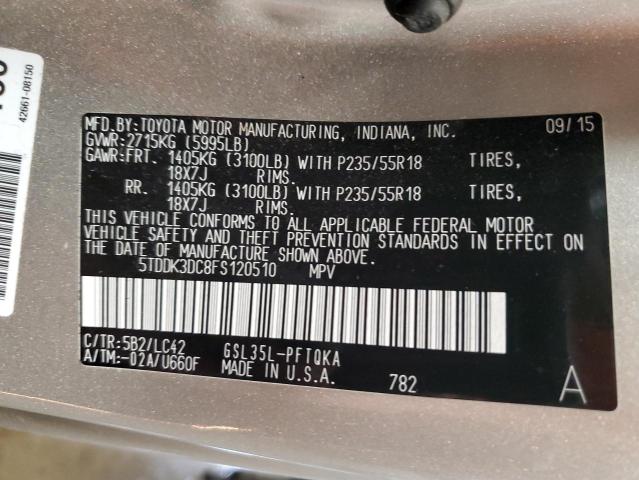 42661-08150
MFD.BY:TOYOTA MOTOR MANUFACTURING, INDIANA, INC. 09/15
GVWR:2715KG (5995LB)
GAWR:FRT. 1405KG (3100LB) WITH P235/55R18 TIRES,
18X7J RIMS.
RR. 1405KG (3100LB) WITH P235/55R18 TIRES,
18X7J RIMS.
THIS VEHICLE CONFORMS TO ALL APPLICABLE FEDERAL MOTOR
VEHICLE SAFETY AND THEFT PREVENTION STANDARDS IN EFFECT ON
THE DATE OF MANUFACTURE SHOWN ABOVE.
5TDDK3DC8FS120510 MPV
C/TR:5B2/LC42 GSL35L-PFTQKA
A/TM:-02A/U660F MADE IN U.S.A. 782 A